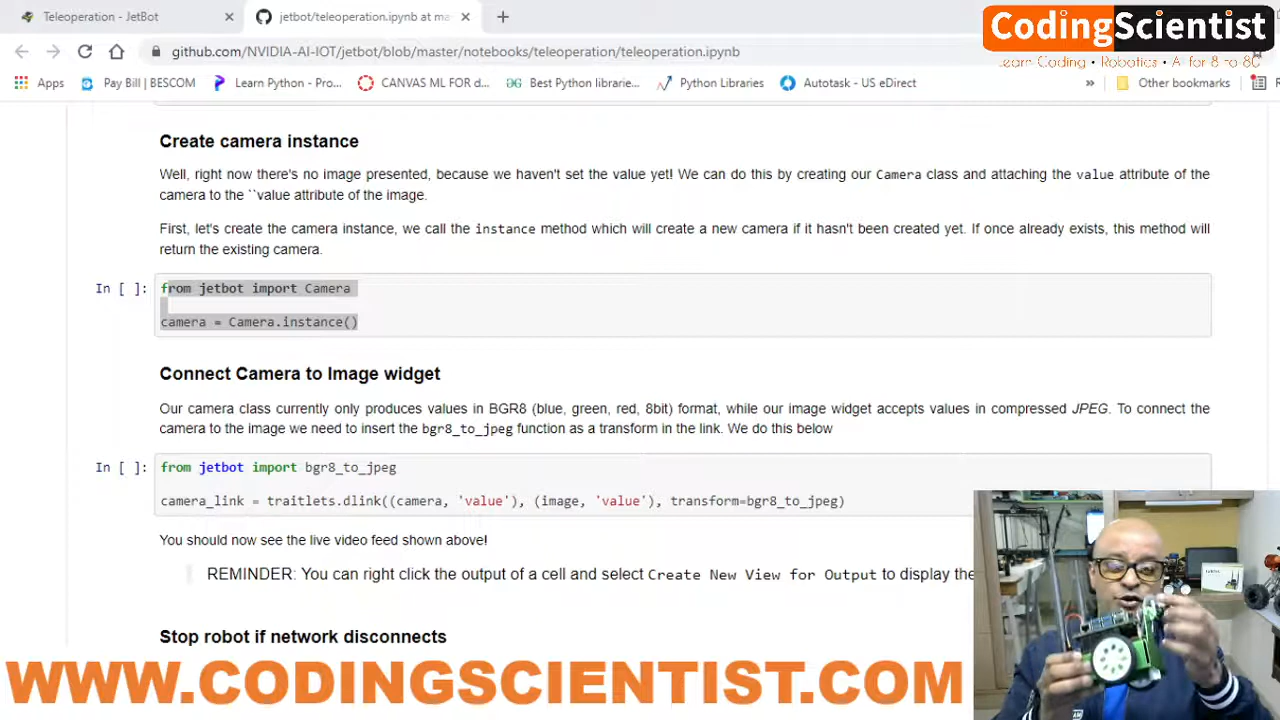 Teleoperation - JetBot
jetbot/teleoperation.ipynb at ma
CodingScientist
Learn Coding • Robotics • AI for 8 to 80
github.com/NVIDIA-AI-IOT/jetbot/blob/master/notebooks/teleoperation/teleoperation.ipynb
Apps
Pay Bill | BESCOM
Learn Python - Pro...
CANVAS ML FOR d...
Best Python librarie...
Python Libraries
Autotask - US eDirect
»
Other bookmarks
Create camera instance
Well, right now there's no image presented, because we haven't set the value yet! We can do this by creating our Camera class and attaching the value attribute of the
camera to the ``value attribute of the image.
First, let's create the camera instance, we call the instance method which will create a new camera if it hasn't been created yet. If once already exists, this method will
return the existing camera.
In [ ]: from jetbot import Camera
camera = Camera.instance()
Connect Camera to Image widget
Our camera class currently only produces values in BGR8 (blue, green, red, 8bit) format, while our image widget accepts values in compressed JPEG. To connect the
camera to the image we need to insert the bgr8_to_jpeg function as a transform in the link. We do this below
In [ ]: from jetbot import bgr8_to_jpeg
camera_link = traitlets.dlink((camera, 'value'), (image, 'value'), transform=bgr8_to_jpeg)
You should now see the live video feed shown above!
REMINDER: You can right click the output of a cell and select Create New View for Output to display the
Stop robot if network disconnects
WWW.CODINGSCIENTIST.COM